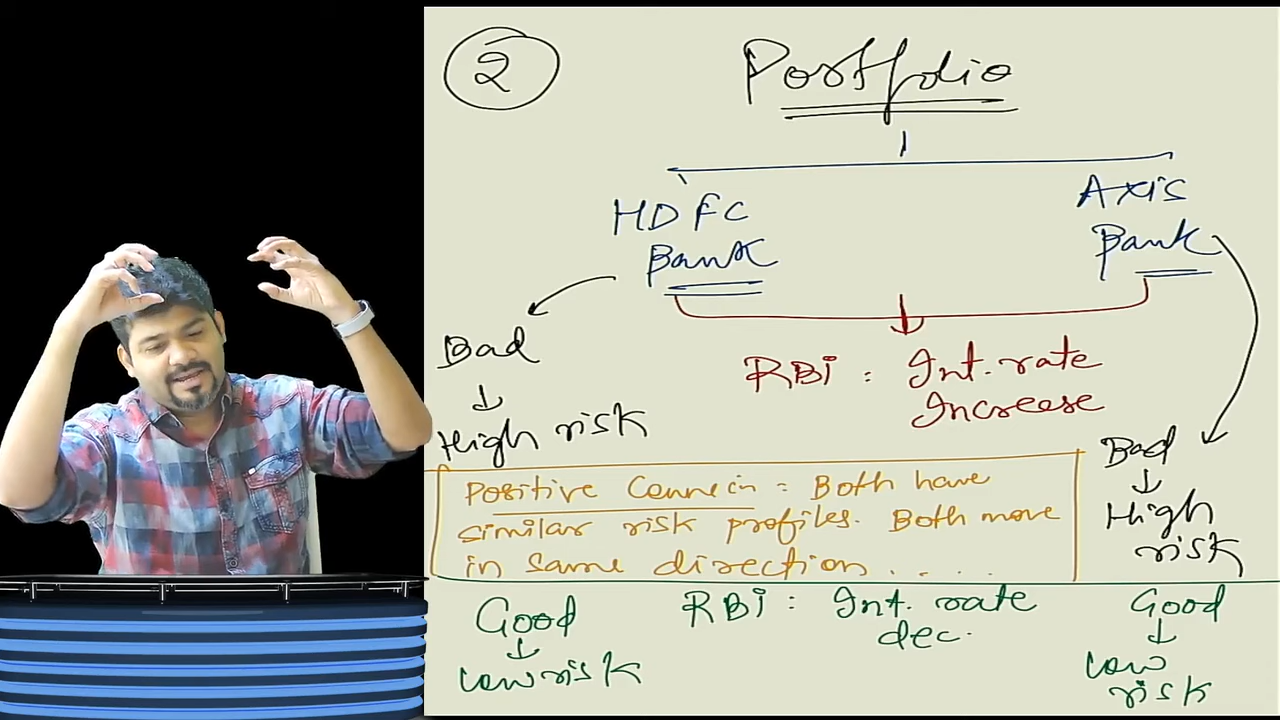 2
Portfolio
HDFC
Bank
Axis
Bank
Bad
↓
High risk
RBI : Int. rate
Increase
Bad
↓
High
risk
Positive Connection = Both have
similar risk profiles. Both move
in same direction . . . .
Good
↓
Low risk
RBI : Int. rate
dec.
Good
↓
Low
risk